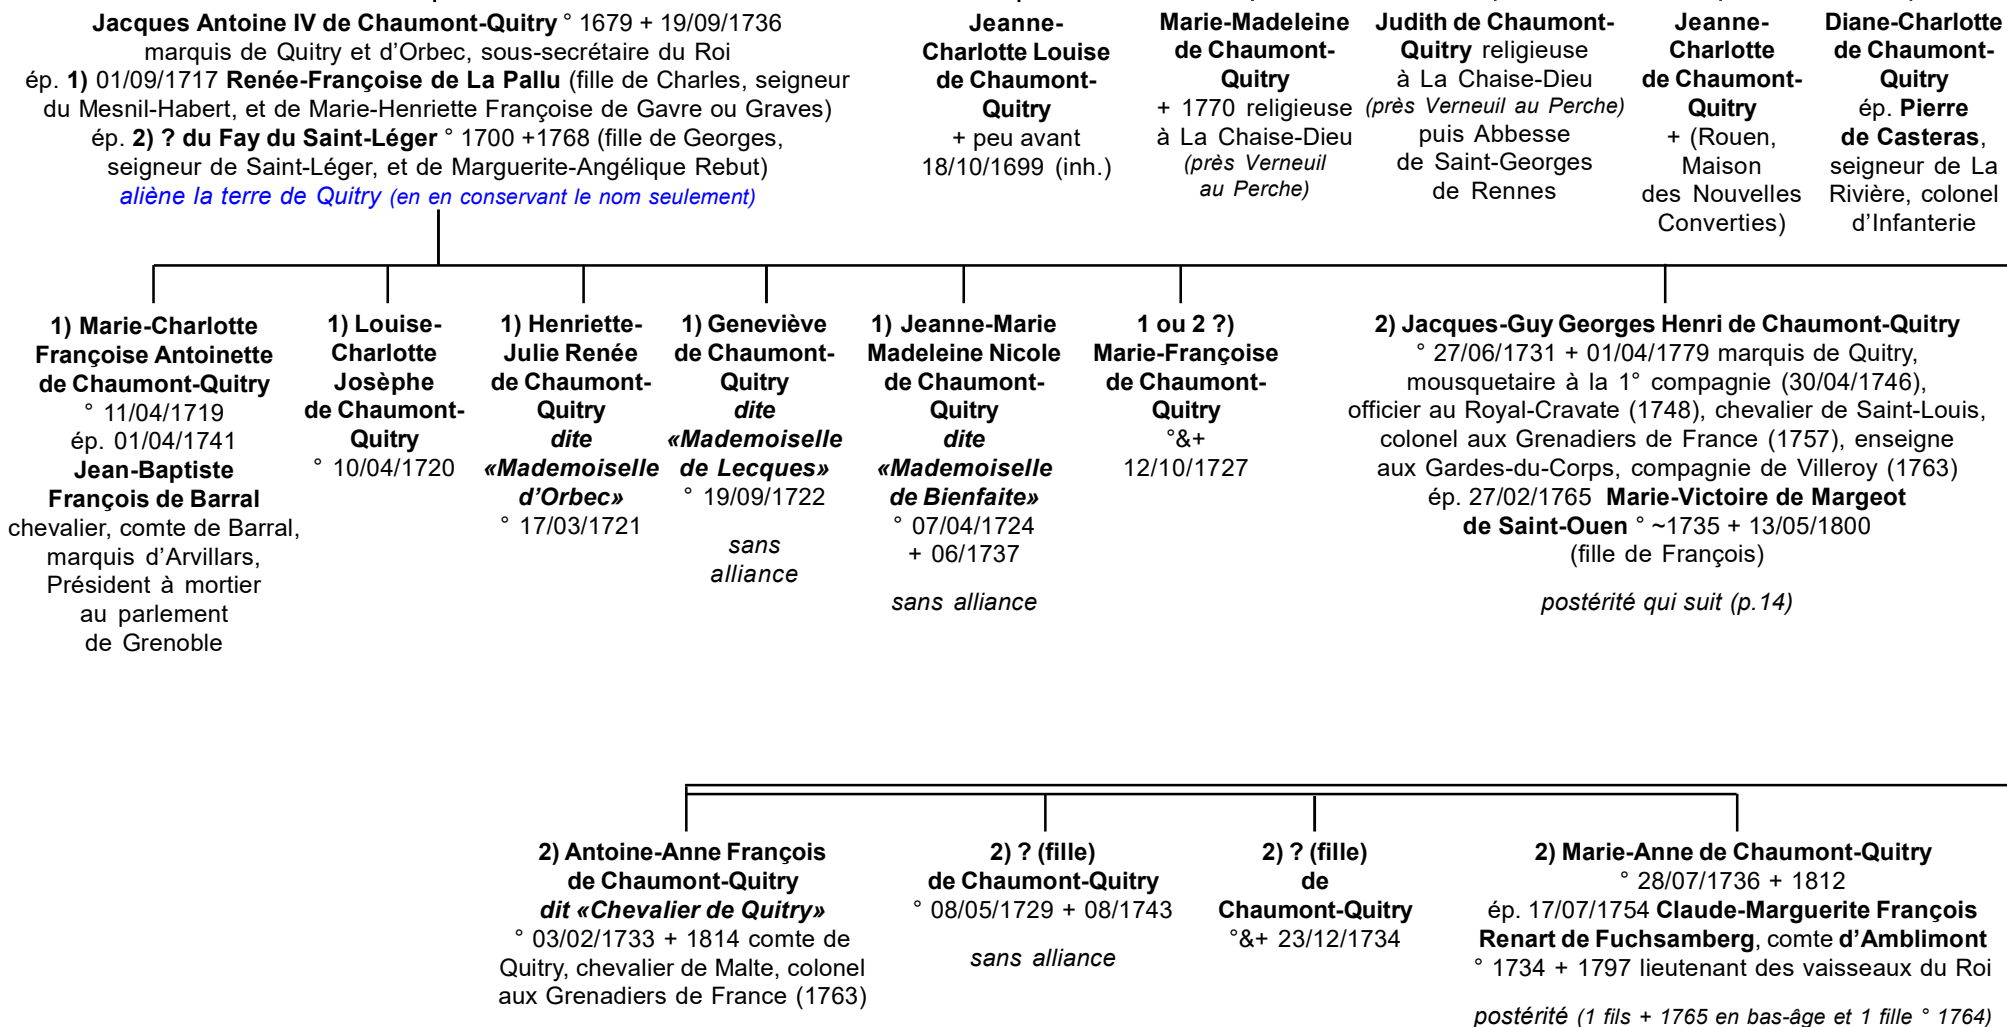 Jacques Antoine IV de Chaumont-Quitry ° 1679 + 19/09/1736
marquis de Quitry et d’Orbec, sous-secrétaire du Roi
ép. 1) 01/09/1717 Renée-Françoise de La Pallu (fille de Charles, seigneur
du Mesnil-Habert, et de Marie-Henriette Françoise de Gavre ou Graves)
ép. 2) ? du Fay du Saint-Léger ° 1700 +1768 (fille de Georges,
seigneur de Saint-Léger, et de Marguerite-Angélique Rebut)
aliène la terre de Quitry (en en conservant le nom seulement)
Jeanne-
Charlotte Louise
de Chaumont-
Quitry
+ peu avant
18/10/1699 (inh.)
Marie-Madeleine
de Chaumont-
Quitry
+ 1770 religieuse
à La Chaise-Dieu
(près Verneuil
au Perche)
Judith de Chaumont-
Quitry religieuse
à La Chaise-Dieu
(près Verneuil au Perche)
puis Abbesse
de Saint-Georges
de Rennes
Jeanne-
Charlotte
de Chaumont-
Quitry
+ (Rouen,
Maison
des Nouvelles
Converties)
Diane-Charlotte
de Chaumont-
Quitry
ép. Pierre
de Casteras,
seigneur de La
Rivière, colonel
d’Infanterie
1) Marie-Charlotte
Françoise Antoinette
de Chaumont-Quitry
° 11/04/1719
ép. 01/04/1741
Jean-Baptiste
François de Barral
chevalier, comte de Barral,
marquis d’Arvillars,
Président à mortier
au parlement
de Grenoble
1) Louise-
Charlotte
Josèphe
de Chaumont-
Quitry
° 10/04/1720
1) Henriette-
Julie Renée
de Chaumont-
Quitry
dite
«Mademoiselle
d’Orbec»
° 17/03/1721
1) Geneviève
de Chaumont-
Quitry
dite
«Mademoiselle
de Lecques»
° 19/09/1722
sans
alliance
1) Jeanne-Marie
Madeleine Nicole
de Chaumont-
Quitry
dite
«Mademoiselle
de Bienfaite»
° 07/04/1724
+ 06/1737
sans alliance
1 ou 2 ?)
Marie-Françoise
de Chaumont-
Quitry
°&+
12/10/1727
2) Jacques-Guy Georges Henri de Chaumont-Quitry
° 27/06/1731 + 01/04/1779 marquis de Quitry,
mousquetaire à la 1° compagnie (30/04/1746),
officier au Royal-Cravate (1748), chevalier de Saint-Louis,
colonel aux Grenadiers de France (1757), enseigne
aux Gardes-du-Corps, compagnie de Villeroy (1763)
ép. 27/02/1765 Marie-Victoire de Margeot
de Saint-Ouen ° ~1735 + 13/05/1800
(fille de François)
postérité qui suit (p.14)
2) Antoine-Anne François
de Chaumont-Quitry
dit «Chevalier de Quitry»
° 03/02/1733 + 1814 comte de
Quitry, chevalier de Malte, colonel
aux Grenadiers de France (1763)
2) ? (fille)
de Chaumont-Quitry
° 08/05/1729 + 08/1743
sans alliance
2) ? (fille)
de
Chaumont-Quitry
°&+ 23/12/1734
2) Marie-Anne de Chaumont-Quitry
° 28/07/1736 + 1812
ép. 17/07/1754 Claude-Marguerite François
Renart de Fuchsamberg, comte d’Amblimont
° 1734 + 1797 lieutenant des vaisseaux du Roi
postérité (1 fils + 1765 en bas-âge et 1 fille ° 1764)